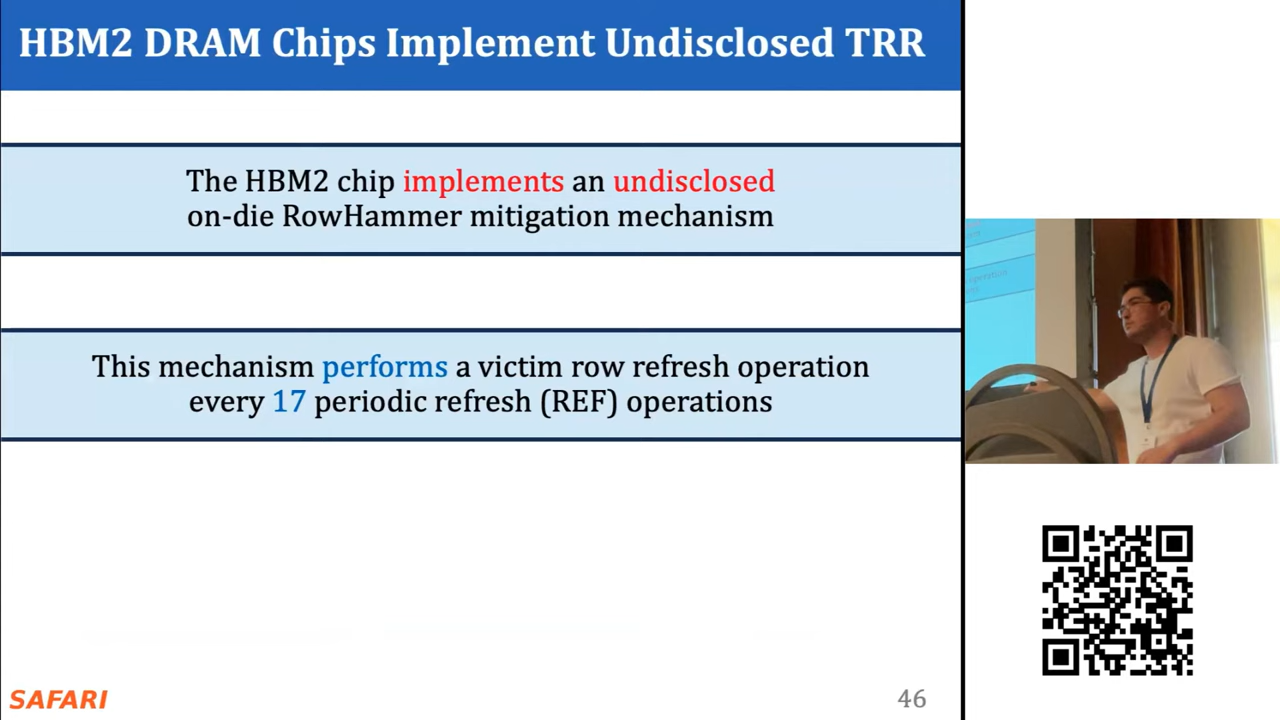 HBM2 DRAM Chips Implement Undisclosed TRR
The HBM2 chip implements an undisclosed
on-die RowHammer mitigation mechanism
This mechanism performs a victim row refresh operation
every 17 periodic refresh (REF) operations
SAFARI
46
operation